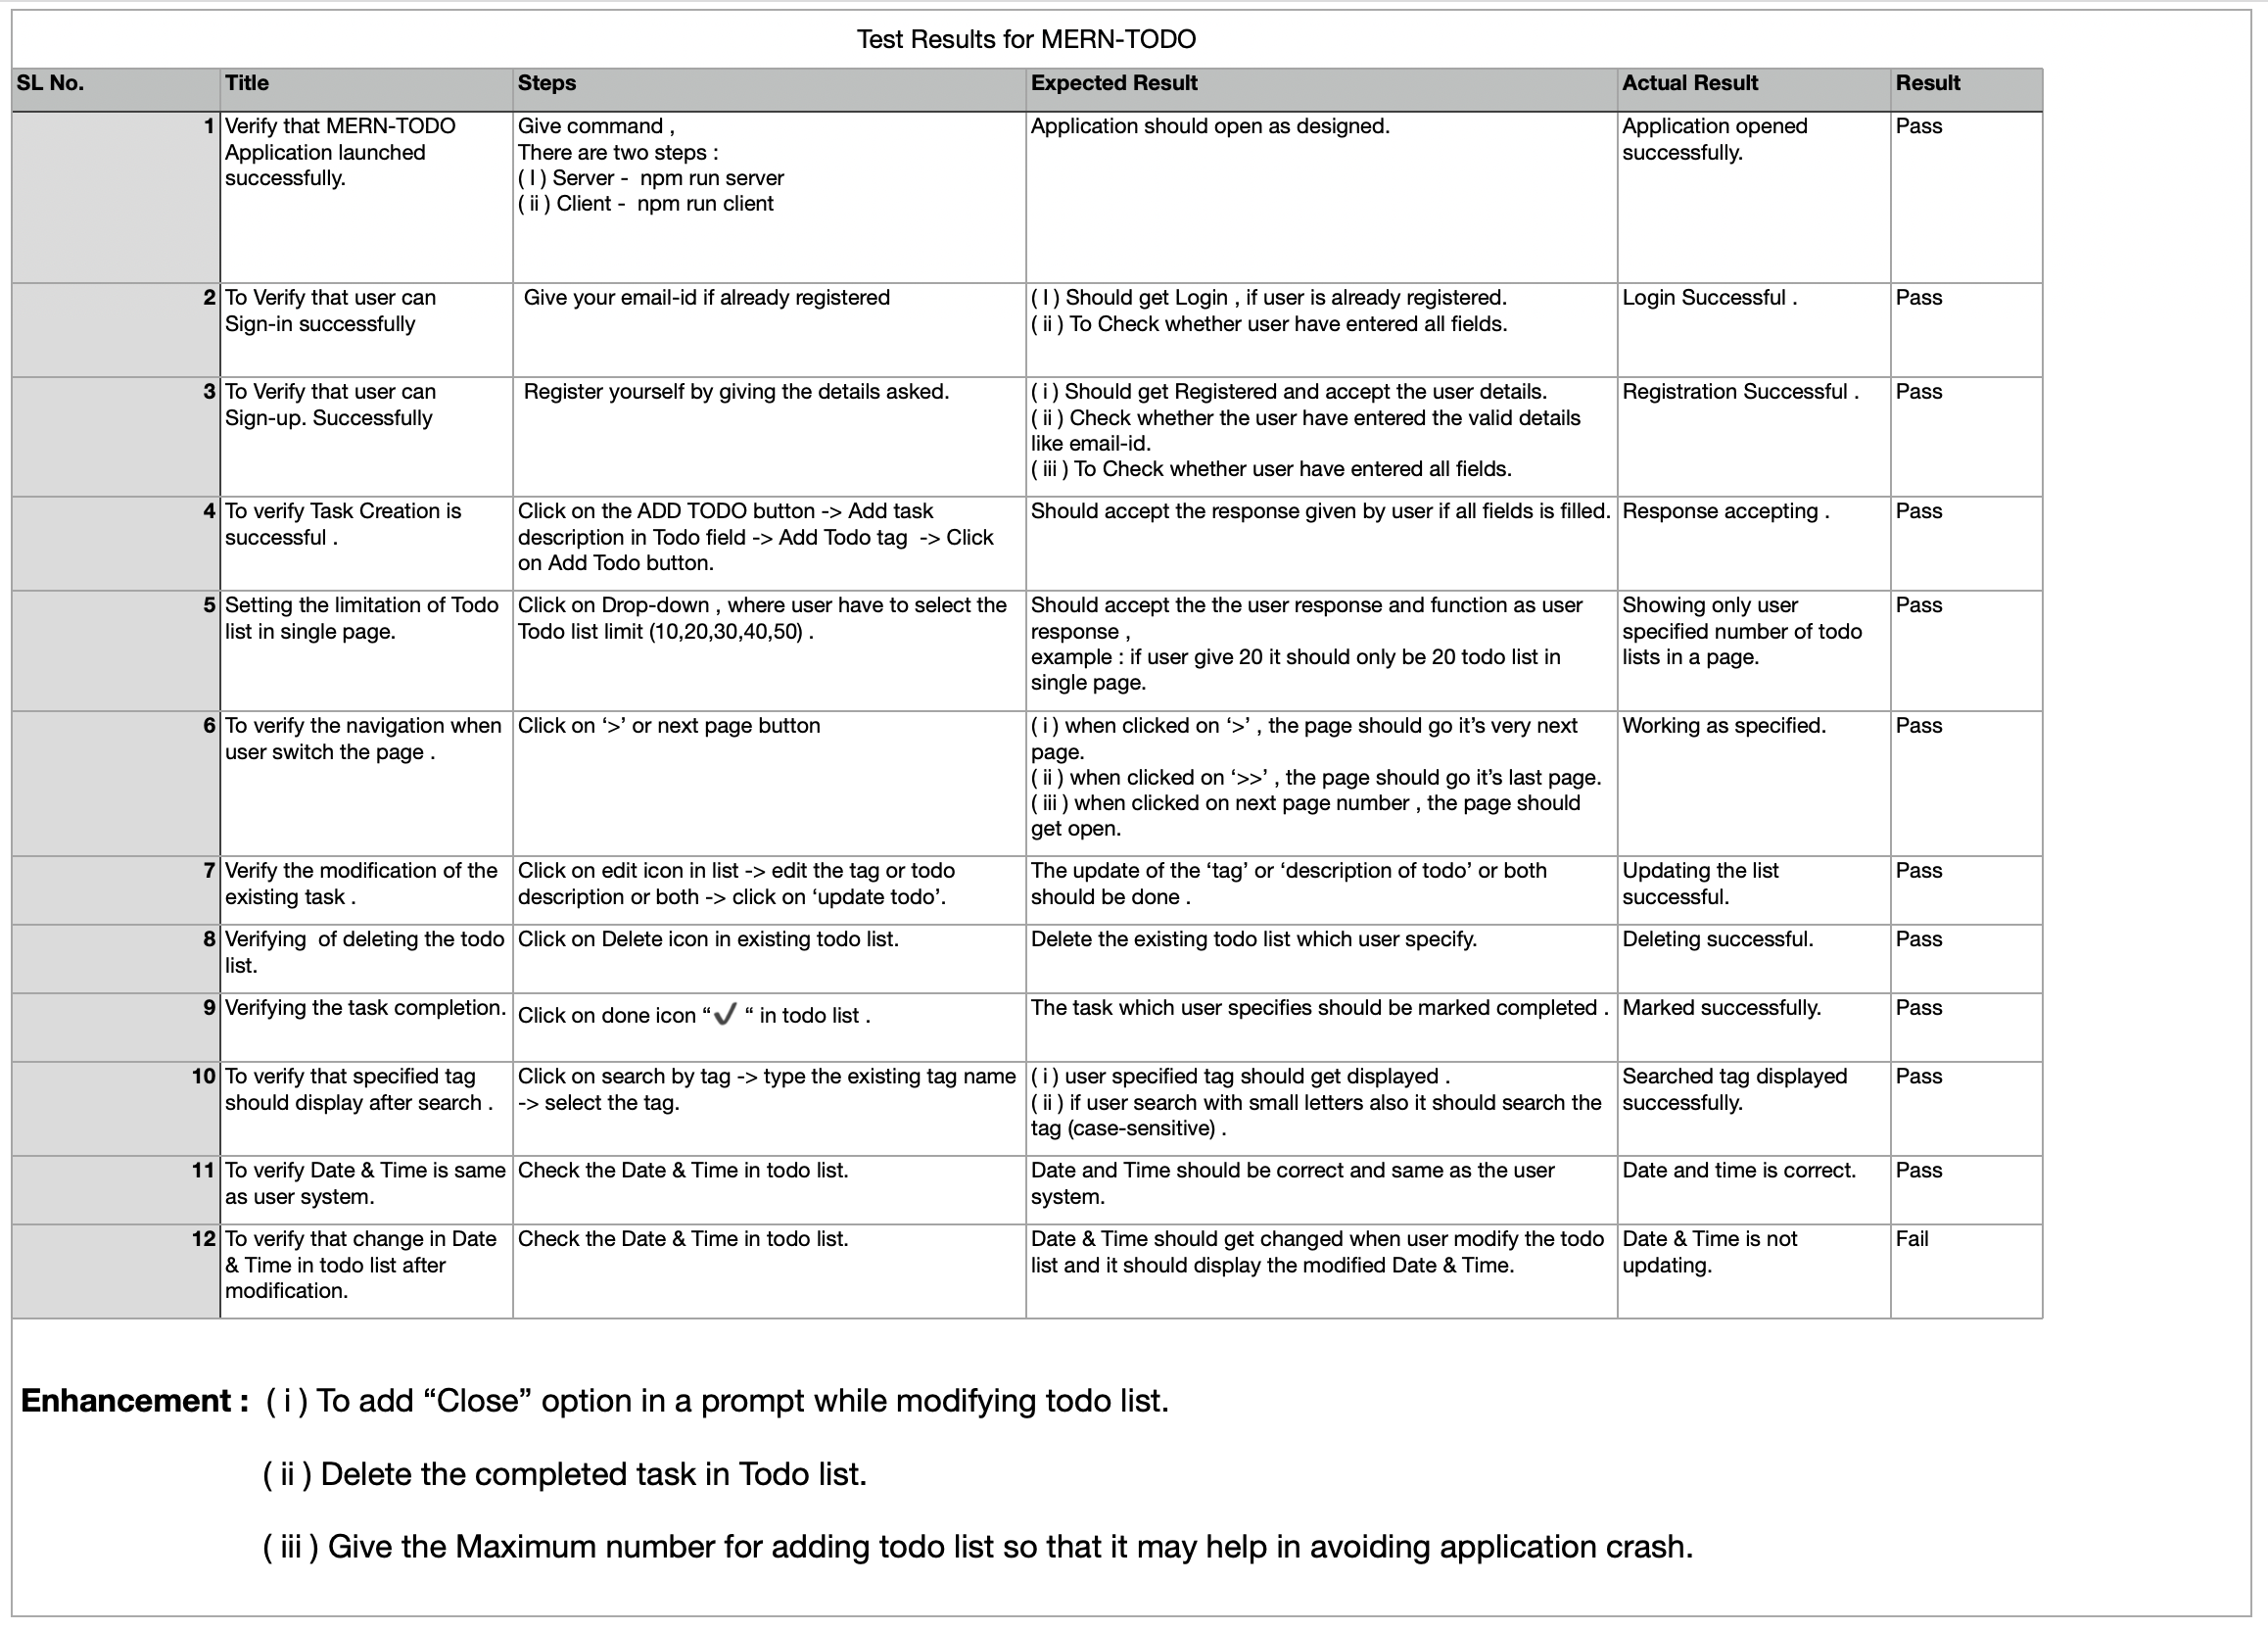 Test Results for MERN-TODO
SL No. Title Steps Expected Result Actual Result Result
1 Verify that MERN-TODO Application launched successfully. Give command ,
There are two steps :
( I ) Server -  npm run server
( ii ) Client -  npm run client
Application should open as designed. Application opened successfully. Pass
2 To Verify that user can Sign-in successfully Give your email-id if already registered
( I ) Should get Login , if user is already registered.
( ii ) To Check whether user have entered all fields.
Login Successful . Pass
3 To Verify that user can Sign-up. Successfully Register yourself by giving the details asked.
( i ) Should get Registered and accept the user details.
( ii ) Check whether the user have entered the valid details like email-id.
( iii ) To Check whether user have entered all fields.
Registration Successful . Pass
4 To verify Task Creation is successful . Click on the ADD TODO button -> Add task description in Todo field -> Add Todo tag  -> Click on Add Todo button.
Should accept the response given by user if all fields is filled. Response accepting . Pass
5 Setting the limitation of Todo list in single page. Click on Drop-down , where user have to select the Todo list limit (10,20,30,40,50) .
Should accept the the user response and function as user response ,
example : if user give 20 it should only be 20 todo list in single page.
Showing only user specified number of todo lists in a page. Pass
6 To verify the navigation when user switch the page . Click on ‘>’ or next page button
( i ) when clicked on ‘>’ , the page should go it’s very next page.
( ii ) when clicked on ‘>>’ , the page should go it’s last page.
( iii ) when clicked on next page number , the page should get open.
Working as specified. Pass
7 Verify the modification of the existing task . Click on edit icon in list -> edit the tag or todo description or both -> click on ‘update todo’.
The update of the ‘tag’ or ‘description of todo’ or both should be done . Updating the list successful. Pass
8 Verifying  of deleting the todo list. Click on Delete icon in existing todo list. Delete the existing todo list which user specify. Deleting successful. Pass
9 Verifying the task completion. Click on done icon “✔ “ in todo list . The task which user specifies should be marked completed . Marked successfully. Pass
10 To verify that specified tag should display after search . Click on search by tag -> type the existing tag name -> select the tag.
( i ) user specified tag should get displayed .
( ii ) if user search with small letters also it should search the tag (case-sensitive) .
Searched tag displayed successfully. Pass
11 To verify Date & Time is same as user system. Check the Date & Time in todo list. Date and Time should be correct and same as the user system. Date and time is correct. Pass
12 To verify that change in Date & Time in todo list after modification. Check the Date & Time in todo list. Date & Time should get changed when user modify the todo list and it should display the modified Date & Time. Date & Time is not updating. Fail
Enhancement :  ( i ) To add “Close” option in a prompt while modifying todo list.
( ii ) Delete the completed task in Todo list.
( iii ) Give the Maximum number for adding todo list so that it may help in avoiding application crash.